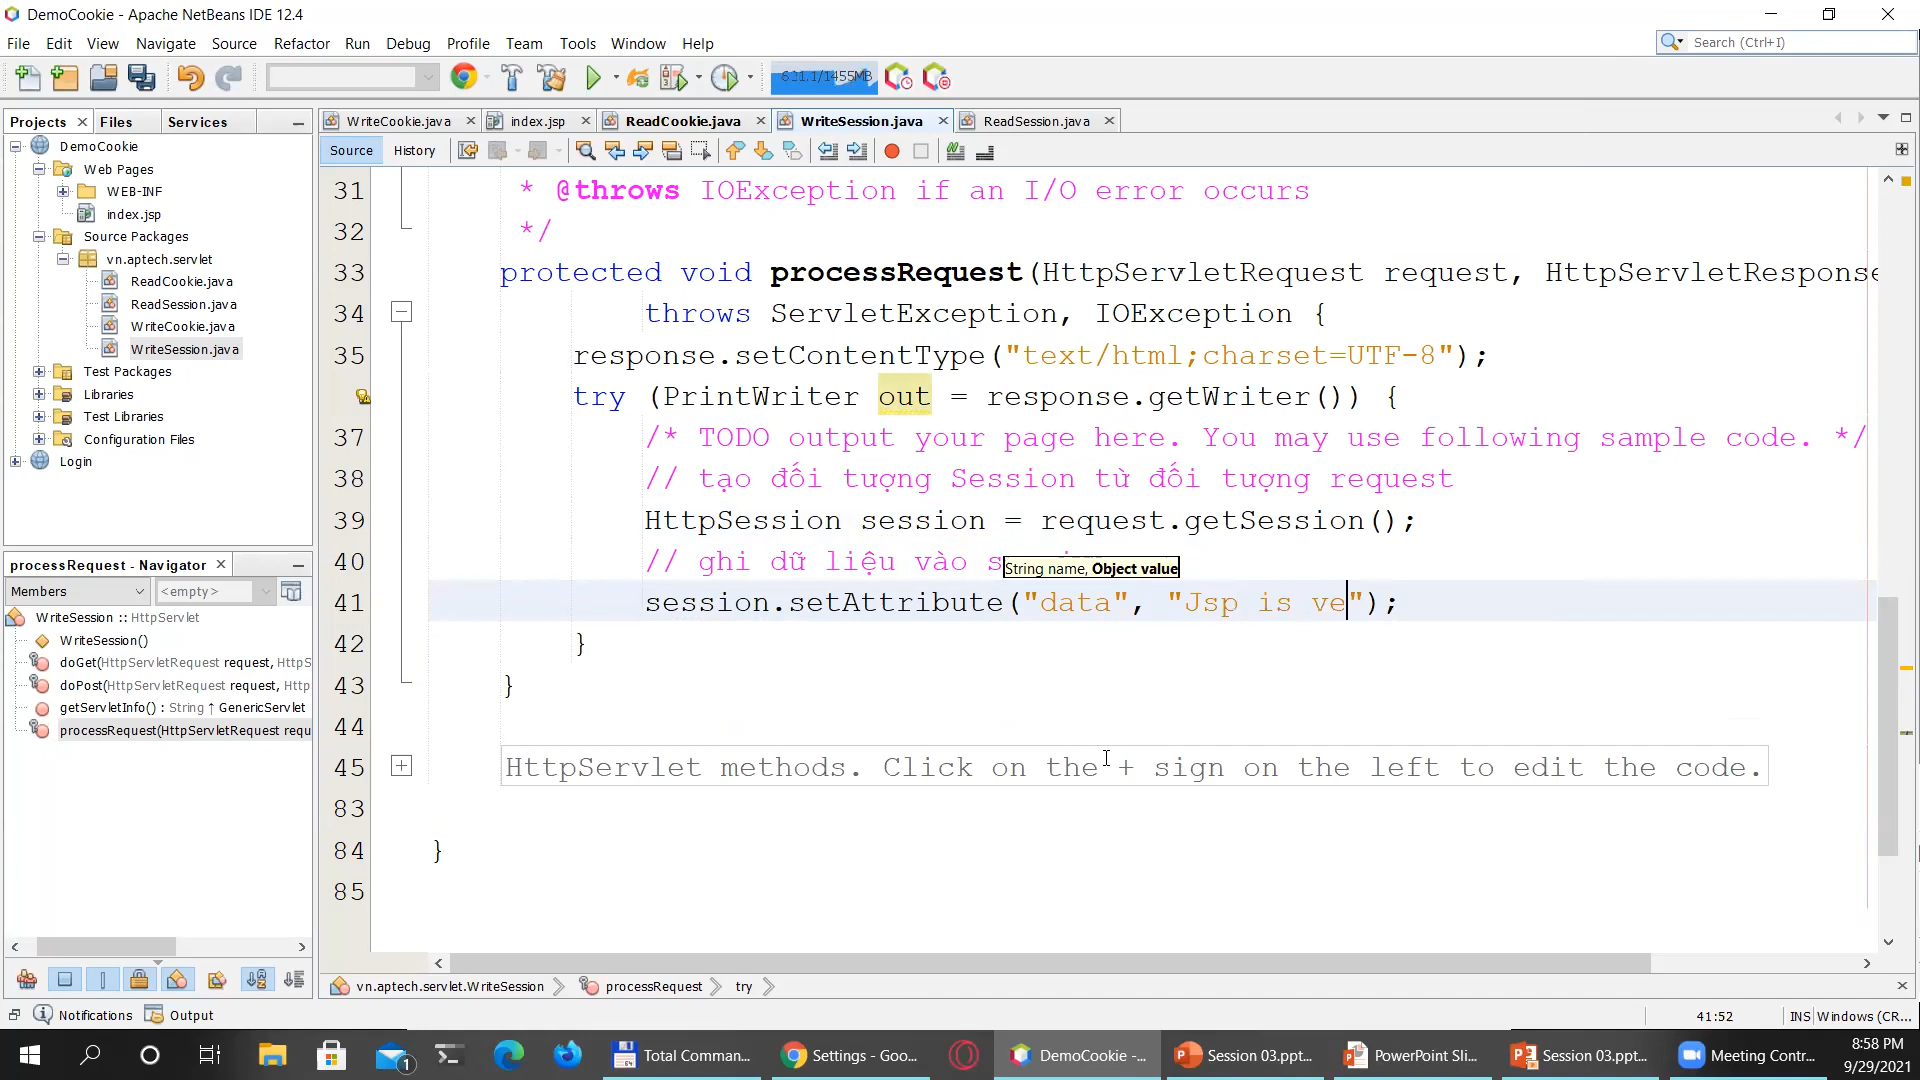 DemoCookie - Apache NetBeans IDE 12.4
File Edit View Navigate Source Refactor Run Debug Profile Team Tools Window Help
Search (Ctrl+I)
Projects Files Services
WriteCookie.java index.jsp ReadCookie.java WriteSession.java ReadSession.java
Source History
DemoCookie
Web Pages
WEB-INF
index.jsp
Source Packages
vn.aptech.servlet
ReadCookie.java
ReadSession.java
WriteCookie.java
WriteSession.java
Test Packages
Libraries
Test Libraries
Configuration Files
Login
31 * @throws IOException if an I/O error occurs
32 */
33 protected void processRequest(HttpServletRequest request, HttpServletResponse
34 throws ServletException, IOException {
35 response.setContentType("text/html;charset=UTF-8");
try (PrintWriter out = response.getWriter()) {
37 /* TODO output your page here. You may use following sample code. */
38 // tạo đối tượng Session từ đối tượng request
39 HttpSession session = request.getSession();
40 // ghi dữ liệu vào s
String name, Object value
41 session.setAttribute("data", "Jsp is ve");
42 }
43 }
44
45 HttpServlet methods. Click on the + sign on the left to edit the code.
83
84 }
85
processRequest - Navigator
Members <empty>
WriteSession :: HttpServlet
WriteSession()
doGet(HttpServletRequest request, HttpS
doPost(HttpServletRequest request, Http
getServletInfo() : String ↑ GenericServlet
processRequest(HttpServletRequest requ
vn.aptech.servlet.WriteSession processRequest try
Notifications Output
41:52 INS Windows (CR...
1 Total Comman... Settings - Goo... DemoCookie -... Session 03.ppt... PowerPoint Sli... Session 03.ppt... Meeting Contr...
8:58 PM
9/29/2021